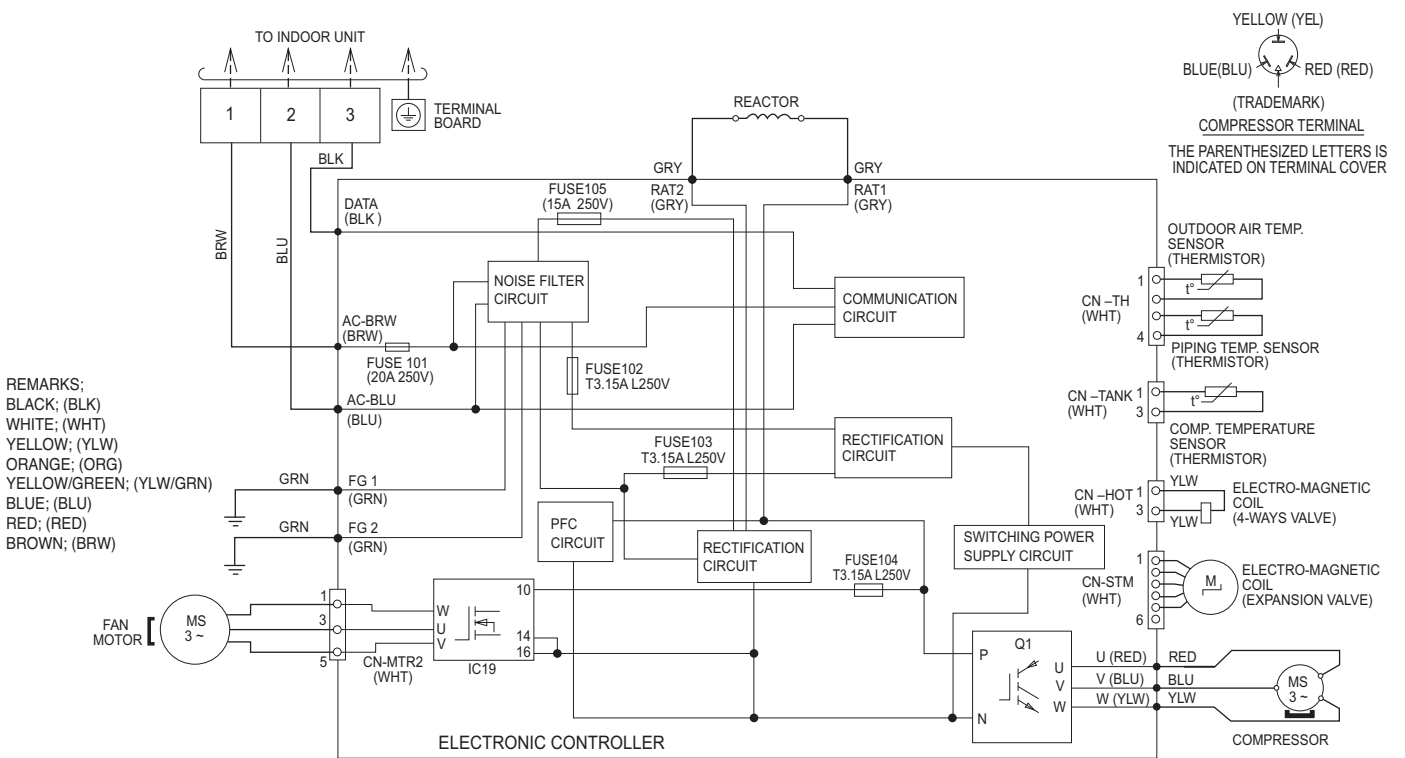 TO INDOOR UNIT
1
2
3
TERMINAL
BOARD
BLK
BRW
BLU
REACTOR
GRY
GRY
RAT2
(GRY)
RAT1
(GRY)
YELLOW (YEL)
BLUE(BLU)
RED (RED)
(TRADEMARK)
COMPRESSOR TERMINAL
THE PARENTHESIZED LETTERS IS
INDICATED ON TERMINAL COVER
DATA
(BLK )
FUSE105
(15A 250V)
NOISE FILTER
CIRCUIT
COMMUNICATION
CIRCUIT
AC-BRW
(BRW)
FUSE 101
(20A 250V)
FUSE102
T3.15A L250V
AC-BLU
(BLU)
RECTIFICATION
CIRCUIT
FUSE103
T3.15A L250V
REMARKS;
BLACK; (BLK)
WHITE; (WHT)
YELLOW; (YLW)
ORANGE; (ORG)
YELLOW/GREEN; (YLW/GRN)
BLUE; (BLU)
RED; (RED)
BROWN; (BRW)
GRN
FG 1
(GRN)
GRN
FG 2
(GRN)
PFC
CIRCUIT
RECTIFICATION
CIRCUIT
SWITCHING POWER
SUPPLY CIRCUIT
FUSE104
T3.15A L250V
OUTDOOR AIR TEMP.
SENSOR
(THERMISTOR)
1
t°
CN –TH
(WHT)
t°
4
PIPING TEMP. SENSOR
(THERMISTOR)
CN –TANK
(WHT)
1
3
t°
COMP. TEMPERATURE
SENSOR
(THERMISTOR)
CN –HOT
(WHT)
1
3
YLW
YLW
ELECTRO-MAGNETIC
COIL
(4-WAYS VALVE)
1
CN-STM
(WHT)
6
M
ELECTRO-MAGNETIC
COIL
(EXPANSION VALVE)
FAN
MOTOR
MS
3 ~
1
3
5
CN-MTR2
(WHT)
W
U
V
10
14
16
IC19
Q1
P
N
U
V
W
U (RED)
V (BLU)
W (YLW)
RED
BLU
YLW
MS
3 ~
COMPRESSOR
ELECTRONIC CONTROLLER